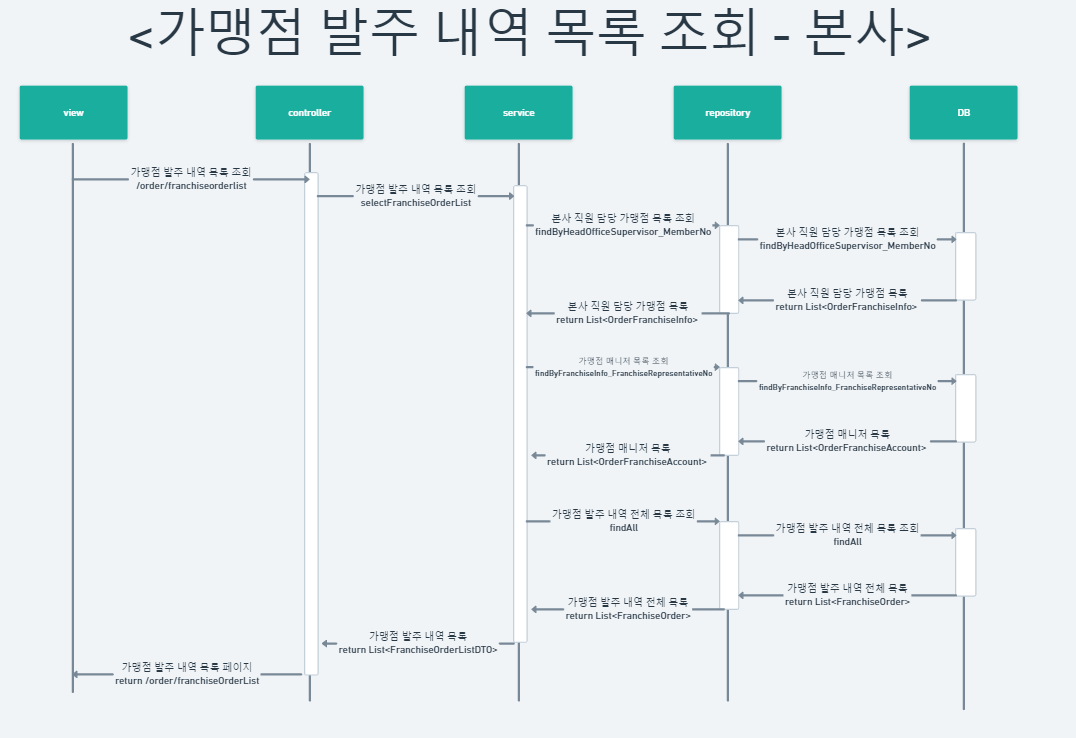 <가맹점 발주 내역 목록 조회 - 본사>
view
controller
service
repository
DB
가맹점 발주 내역 목록 조회
/order/franchiseorderlist
가맹점 발주 내역 목록 조회
selectFranchiseOrderList
본사 직원 담당 가맹점 목록 조회
findByHeadOfficeSupervisor_MemberNo
본사 직원 담당 가맹점 목록 조회
findByHeadOfficeSupervisor_MemberNo
본사 직원 담당 가맹점 목록
return List<OrderFranchiseInfo>
본사 직원 담당 가맹점 목록
return List<OrderFranchiseInfo>
가맹점 매니저 목록 조회
findByFranchiseInfo_FranchiseRepresentativeNo
가맹점 매니저 목록 조회
findByFranchiseInfo_FranchiseRepresentativeNo
가맹점 매니저 목록
return List<OrderFranchiseAccount>
가맹점 매니저 목록
return List<OrderFranchiseAccount>
가맹점 발주 내역 전체 목록 조회
findAll
가맹점 발주 내역 전체 목록 조회
findAll
가맹점 발주 내역 전체 목록
return List<FranchiseOrder>
가맹점 발주 내역 전체 목록
return List<FranchiseOrder>
가맹점 발주 내역 목록
return List<FranchiseOrderListDTO>
가맹점 발주 내역 목록 페이지
return /order/franchiseOrderList